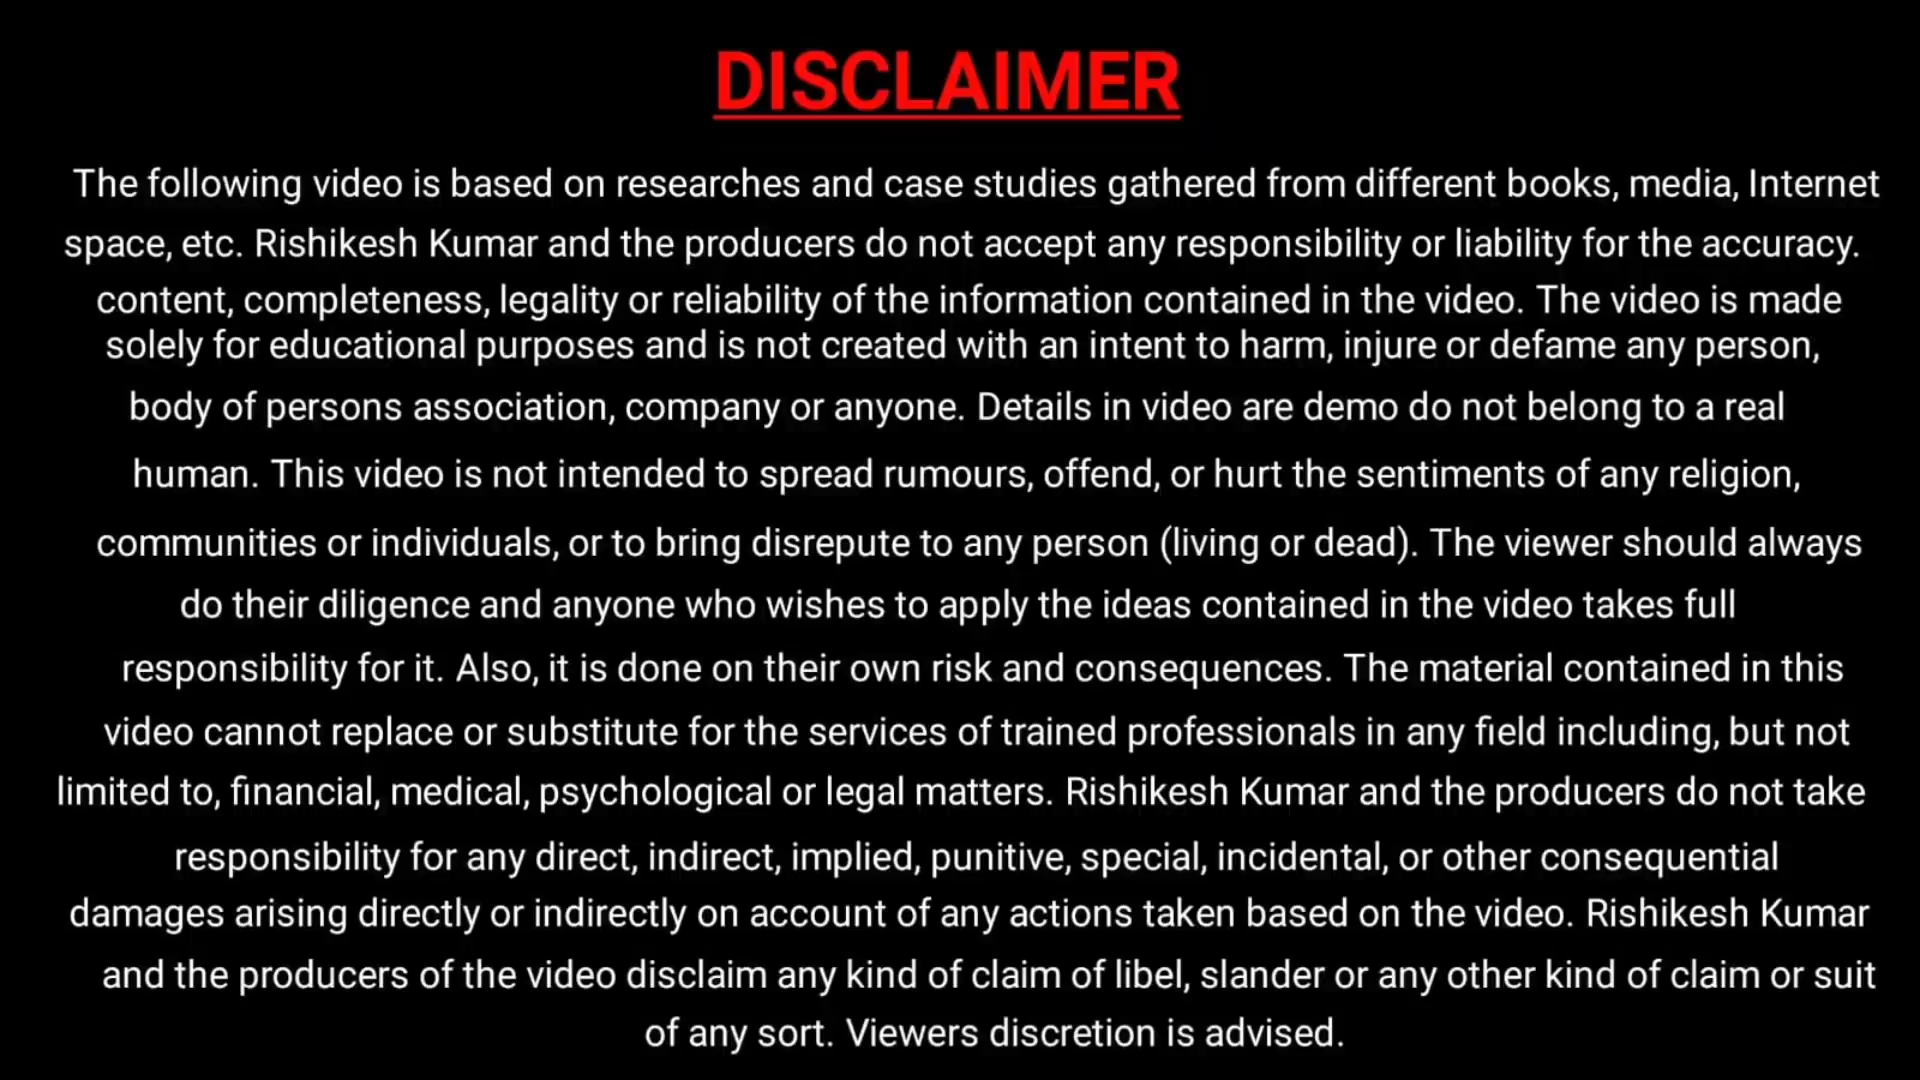 DISCLAIMER
The following video is based on researches and case studies gathered from different books, media, Internet
space, etc. Rishikesh Kumar and the producers do not accept any responsibility or liability for the accuracy.
content, completeness, legality or reliability of the information contained in the video. The video is made
solely for educational purposes and is not created with an intent to harm, injure or defame any person,
body of persons association, company or anyone. Details in video are demo do not belong to a real
human. This video is not intended to spread rumours, offend, or hurt the sentiments of any religion,
communities or individuals, or to bring disrepute to any person (living or dead). The viewer should always
do their diligence and anyone who wishes to apply the ideas contained in the video takes full
responsibility for it. Also, it is done on their own risk and consequences. The material contained in this
video cannot replace or substitute for the services of trained professionals in any field including, but not
limited to, financial, medical, psychological or legal matters. Rishikesh Kumar and the producers do not take
responsibility for any direct, indirect, implied, punitive, special, incidental, or other consequential
damages arising directly or indirectly on account of any actions taken based on the video. Rishikesh Kumar
and the producers of the video disclaim any kind of claim of libel, slander or any other kind of claim or suit
of any sort. Viewers discretion is advised.